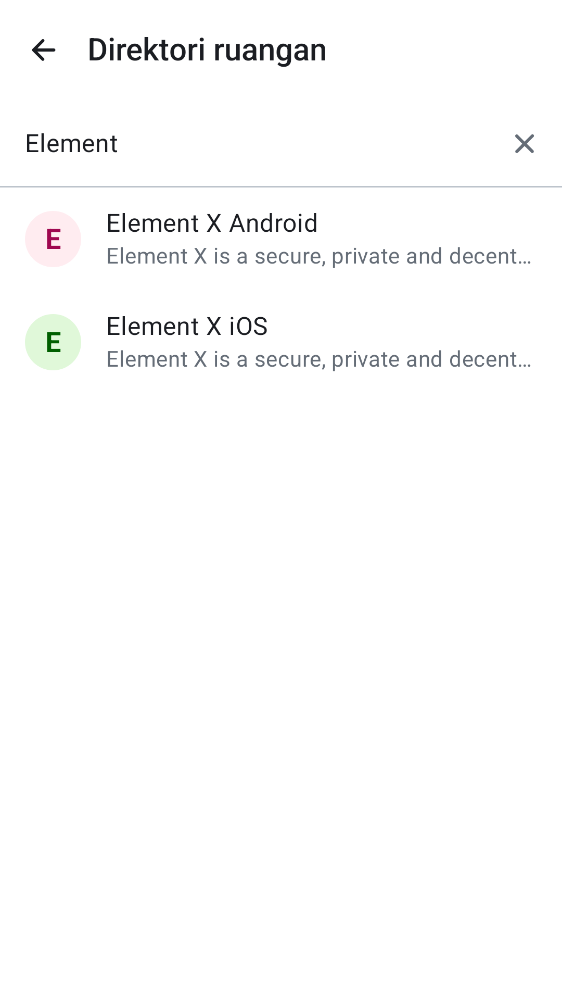 Direktori ruangan
Element
E
Element X Android
Element X is a secure, private and decent…
E
Element X iOS
Element X is a secure, private and decent…